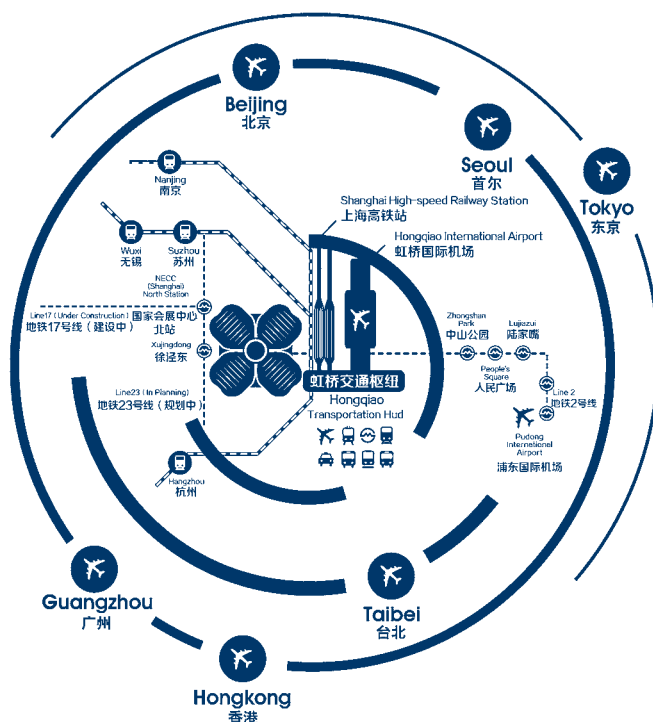 Beijing
北京
Seoul
首尔
Tokyo
东京
Nanjing
南京
Shanghai High-speed Railway Station
上海高铁站
Hongqiao International Airport
虹桥国际机场
Wuxi
无锡
Suzhou
苏州
NECC
(Shanghai)
North Station
国家会展中心
北站
Line17 (Under Construction)
地铁17号线(建设中)
Xujingdong
徐泾东
Zhongshan
Park
中山公园
Lujiazui
陆家嘴
People's
Square
人民广场
Line 2
地铁2号线
Line23 (In Planning)
地铁23号线(规划中)
虹桥交通枢纽
Hongqiao
Transportation Hud
Pudong
International
Airport
浦东国际机场
Hangzhou
杭州
Guangzhou
广州
Taibei
台北
Hongkong
香港